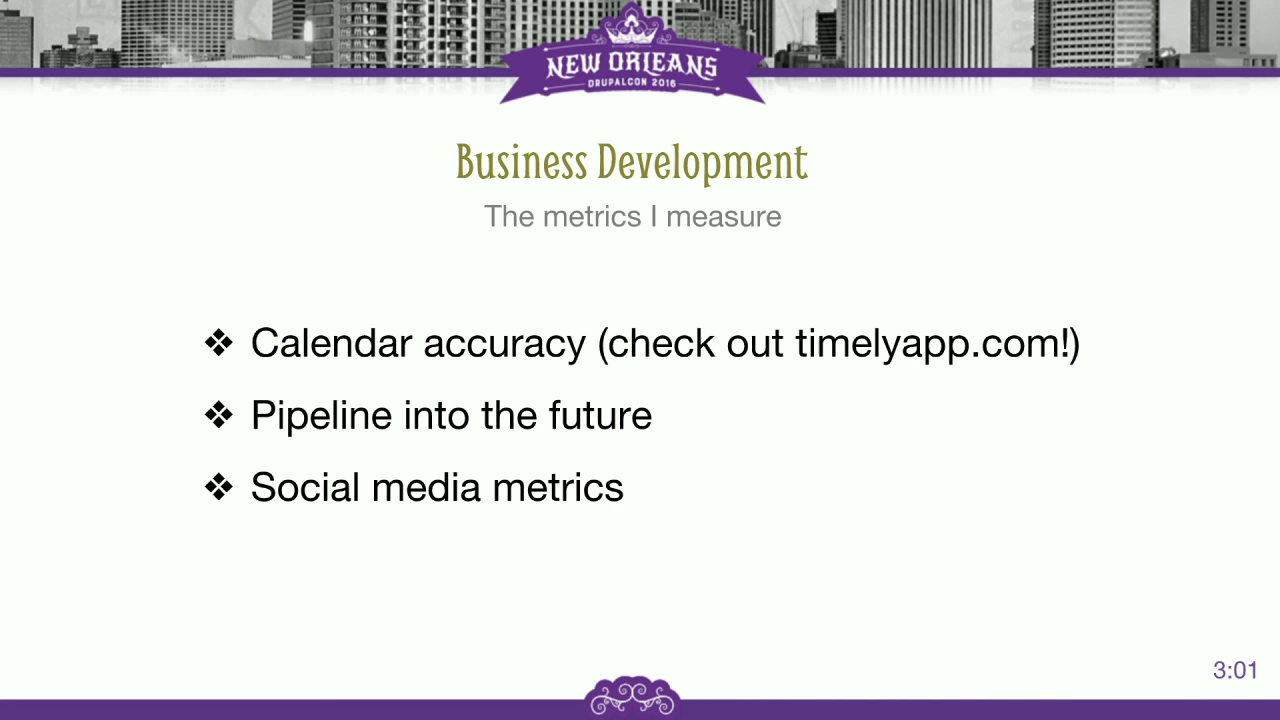 NEW ORLEANS
DRUPALCON 2016
Business Development
The metrics I measure
❖ Calendar accuracy (check out timelyapp.com!)
❖ Pipeline into the future
❖ Social media metrics
3:01